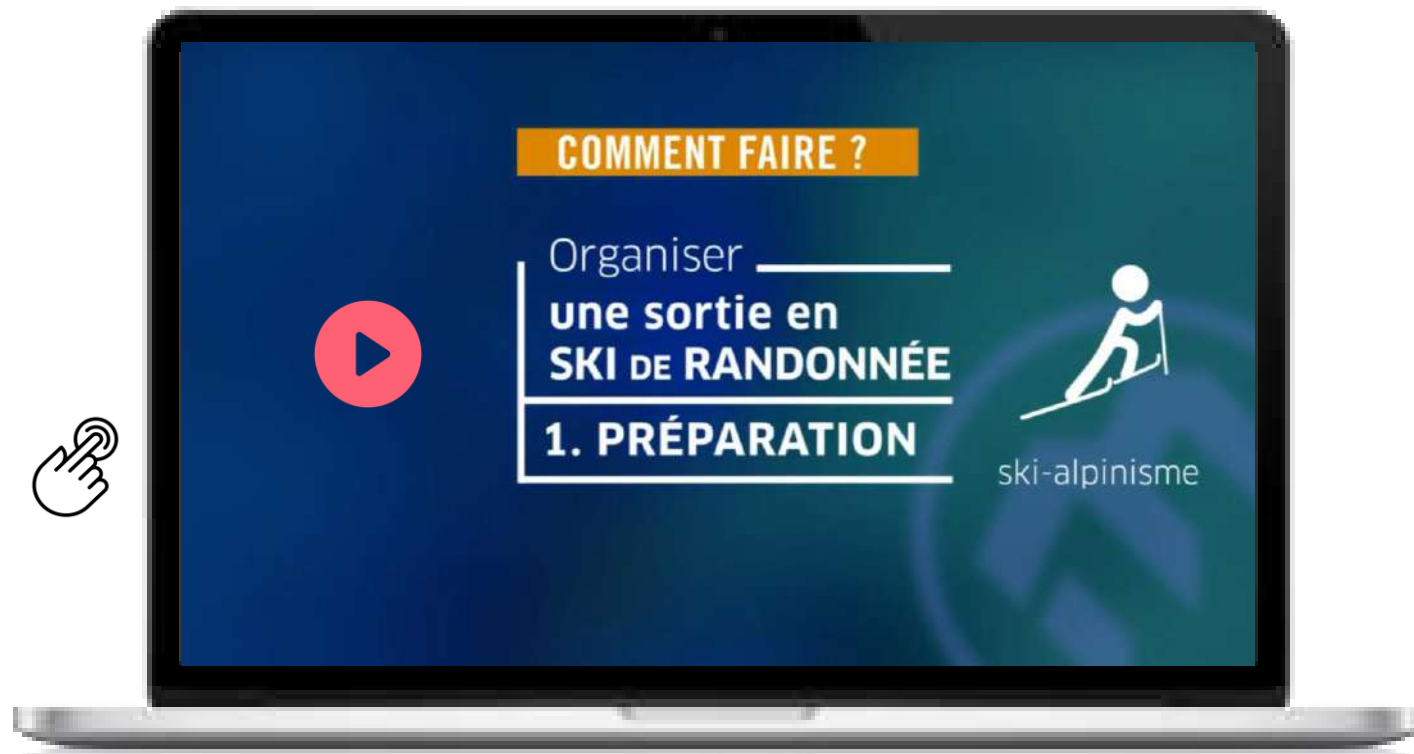 COMMENT FAIRE ?
Organiser
une sortie en
SKI DE RANDONNÉE
1. PRÉPARATION
ski-alpinisme